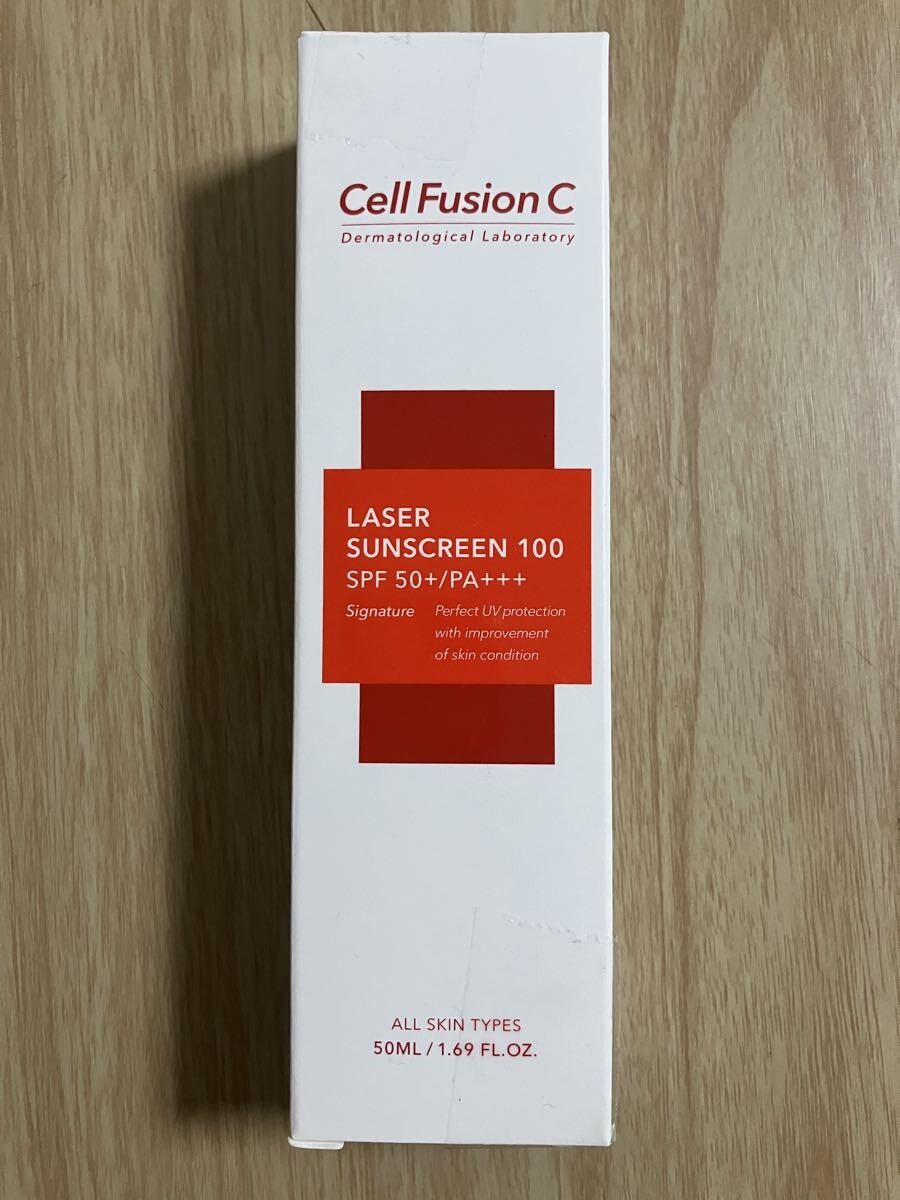 Cell Fusion C
Dermatological Laboratory
LASER
SUNSCREEN 100
SPF 50+/PA+++
Signature
Perfect UV protection
with improvement
of skin condition
ALL SKIN TYPES
50ML / 1.69 FL.OZ.